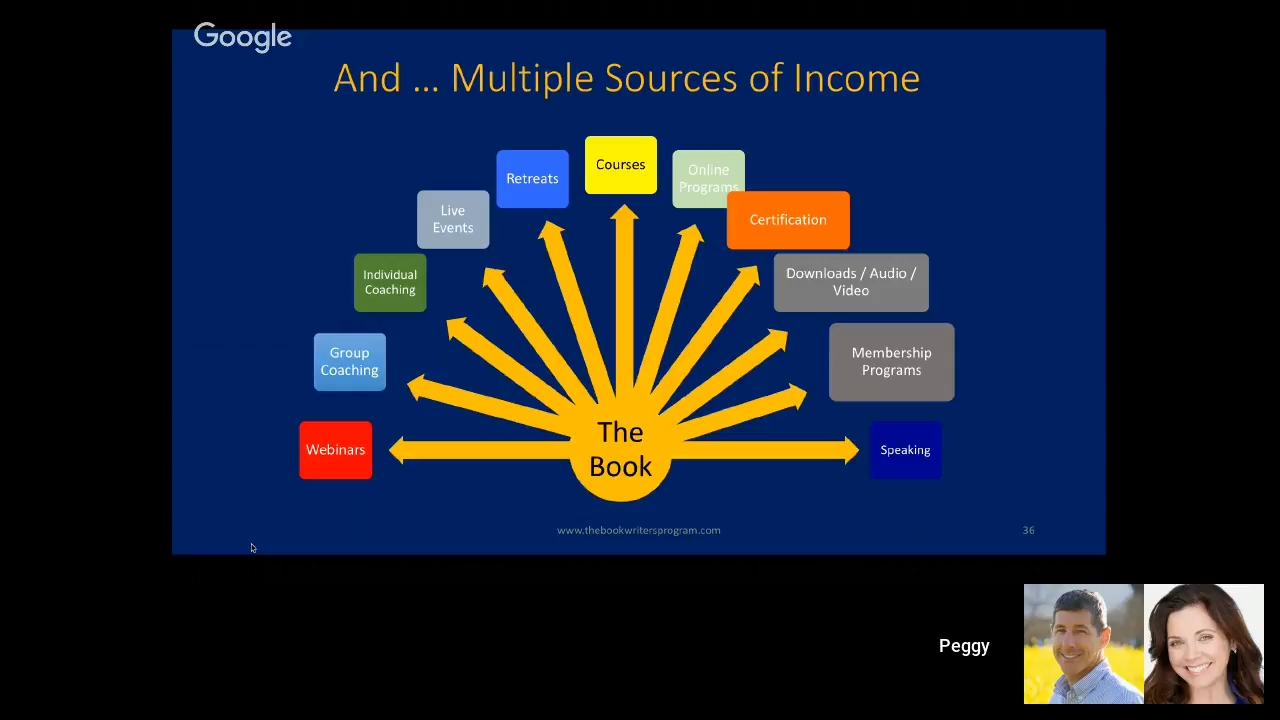 Google
And ... Multiple Sources of Income
Courses
Retreats
Online
Programs
Live
Events
Certification
Individual
Coaching
Downloads / Audio /
Video
Group
Coaching
Membership
Programs
Webinars
The
Book
Speaking
www.thebookwritersprogram.com
36
Peggy